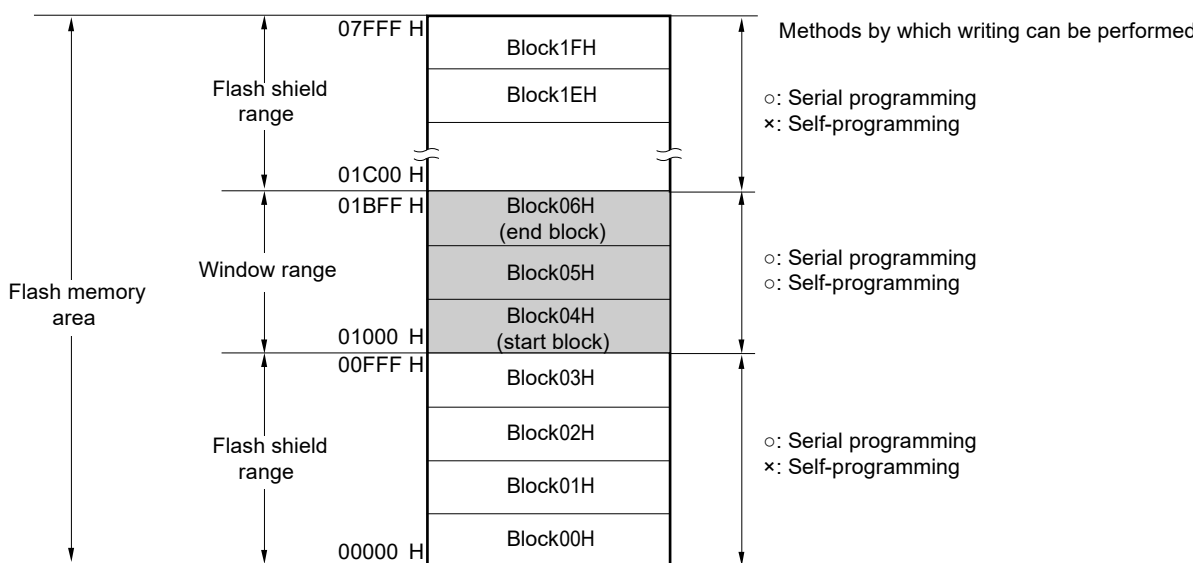 07FFF H
Block1FH
Methods by which writing can be performed
Flash shield
range
Block1EH
○: Serial programming
×: Self-programming
01C00 H
01BFF H
Block06H
(end block)
Window range
Block05H
○: Serial programming
○: Self-programming
Flash memory
area
01000 H
Block04H
(start block)
00FFF H
Block03H
Flash shield
range
Block02H
○: Serial programming
×: Self-programming
Block01H
00000 H
Block00H